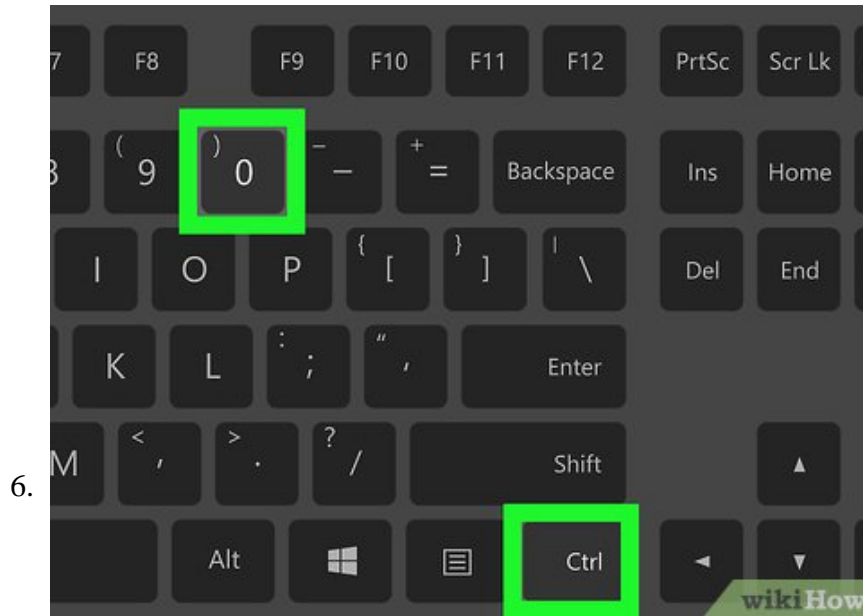 7 F8 F9 F10 F11 F12 PrtSc Scr Lk
( ) – +
9 0 – = Backspace Ins Home
{ } |
I O P [ ] \ Del End
: “
K L ; ' Enter
< > ?
M , . / Shift
6.
Alt Ctrl
wikiHow